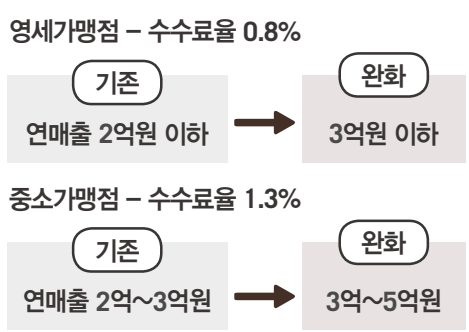 영세가맹점 – 수수료율 0.8%
기존
완화
연매출 2억원 이하
3억원 이하
중소가맹점 – 수수료율 1.3%
기존
완화
연매출 2억~3억원
3억~5억원